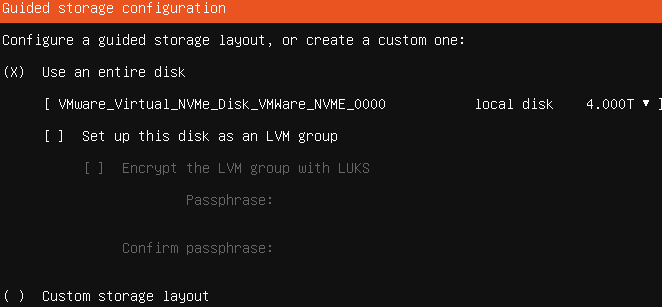 Guided storage configuration
Configure a guided storage layout, or create a custom one:
(X) Use an entire disk
[ VMware_Virtual_NVMe_Disk_VMWare_NVME_0000 local disk 4.000T ▼ ]
[ ] Set up this disk as an LVM group
[ ] Encrypt the LVM group with LUKS
Passphrase:
Confirm passphrase:
( ) Custom storage layout